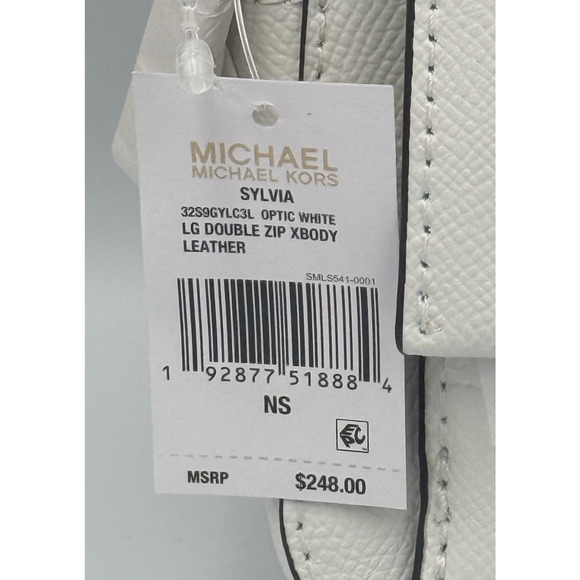 MICHAEL
MICHAEL KORS
SYLVIA
32S9GYLC3L OPTIC WHITE
LG DOUBLE ZIP XBODY
LEATHER
SMLS541-0001
1 92877 51888 4
NS
EPC
MSRP $248.00